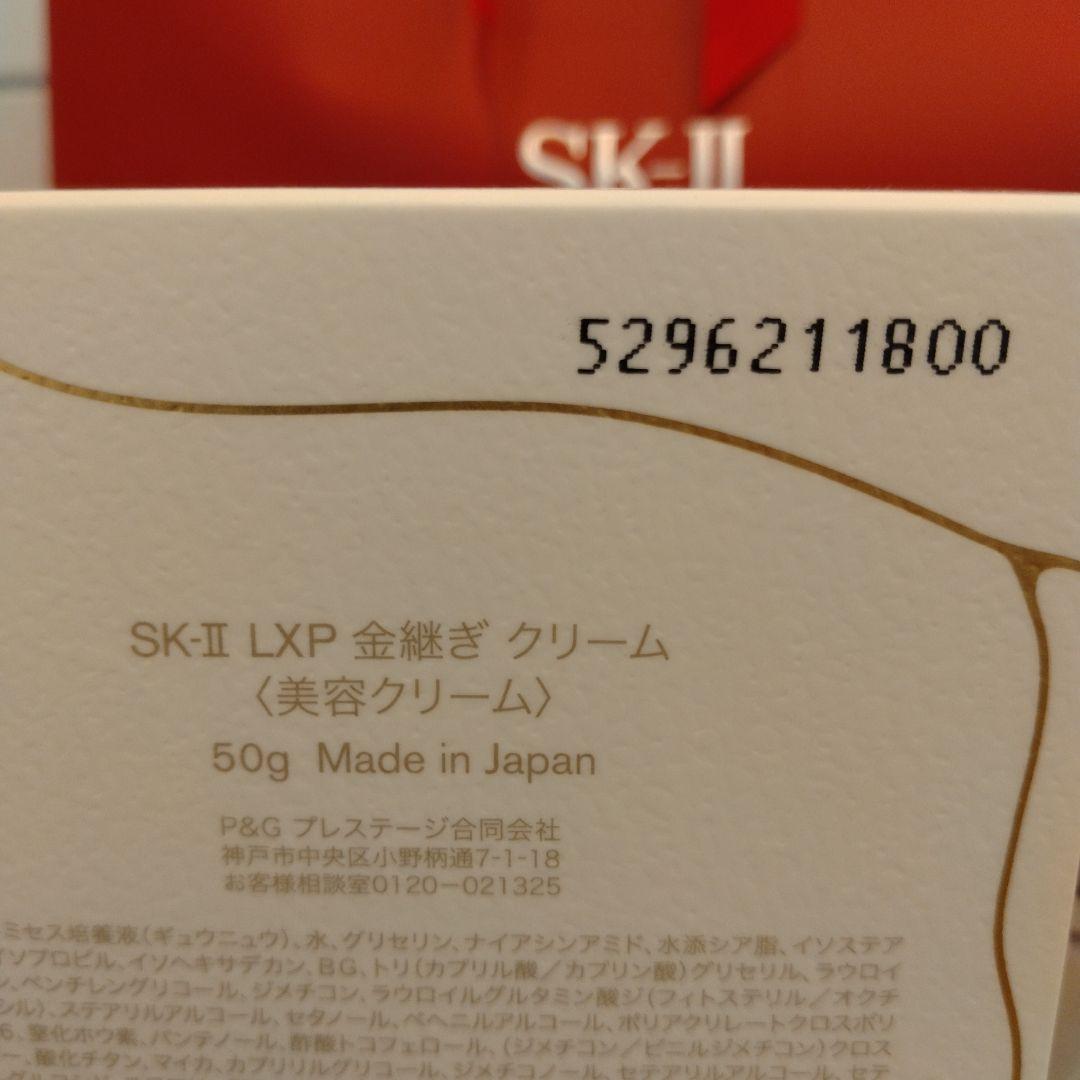 SK-II
5296211800
SK-II LXP 金継ぎ クリーム
〈美容クリーム〉
50g Made in Japan
P&G プレステージ合同会社
神戸市中央区小野柄通7-1-18
お客様相談室0120-021325
ミセス培養液(ギュウニュウ)、水、グリセリン、ナイアシンアミド、水添シア脂、イソステア
イソプロピル、イソヘキサデカン、BG、トリ(カプリル酸/カプリン酸)グリセリル、ラウロイ
ン、ペンチレングリコール、ジメチコン、ラウロイルグルタミン酸ジ(フィトステリル/オクチ
シル)、ステアリルアルコール、セタノール、ベヘニルアルコール、ポリアクリレートクロスポリ
6、窒化ホウ素、パンテノール、酢酸トコフェロール、(ジメチコン/ビニルジメチコン)クロス
ー、酸化チタン、マイカ、カプリリルグリコール、ジメチコノール、セテアリルアルコール、セテ